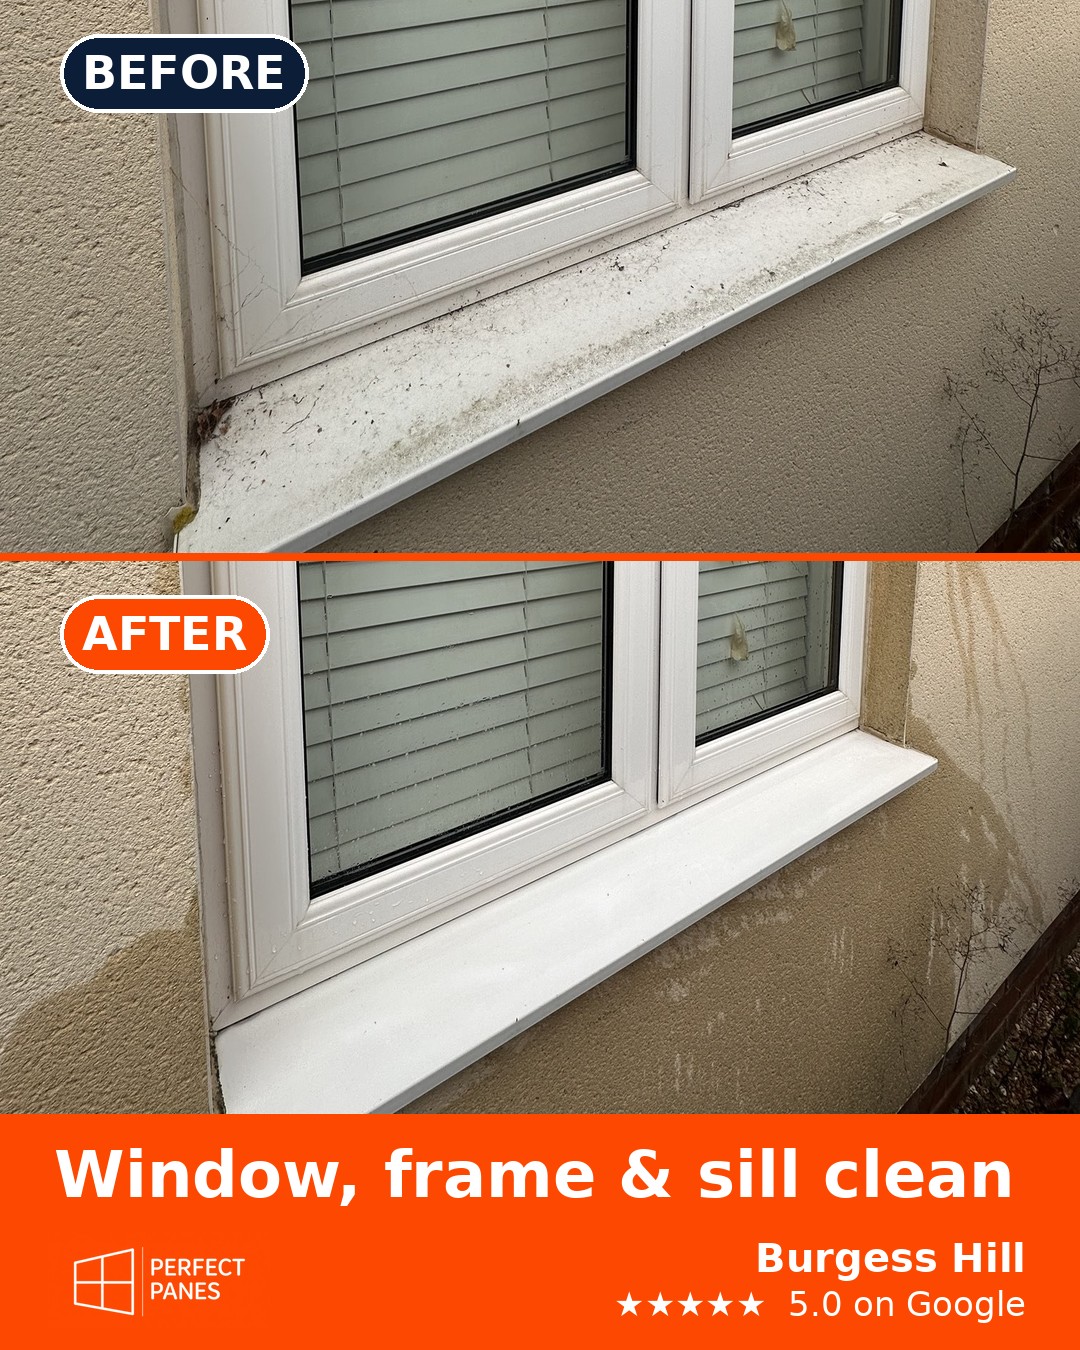 BEFORE
AFTER
Window, frame & sill clean
PERFECT
PANES
Burgess Hill
★★★★★ 5.0 on Google